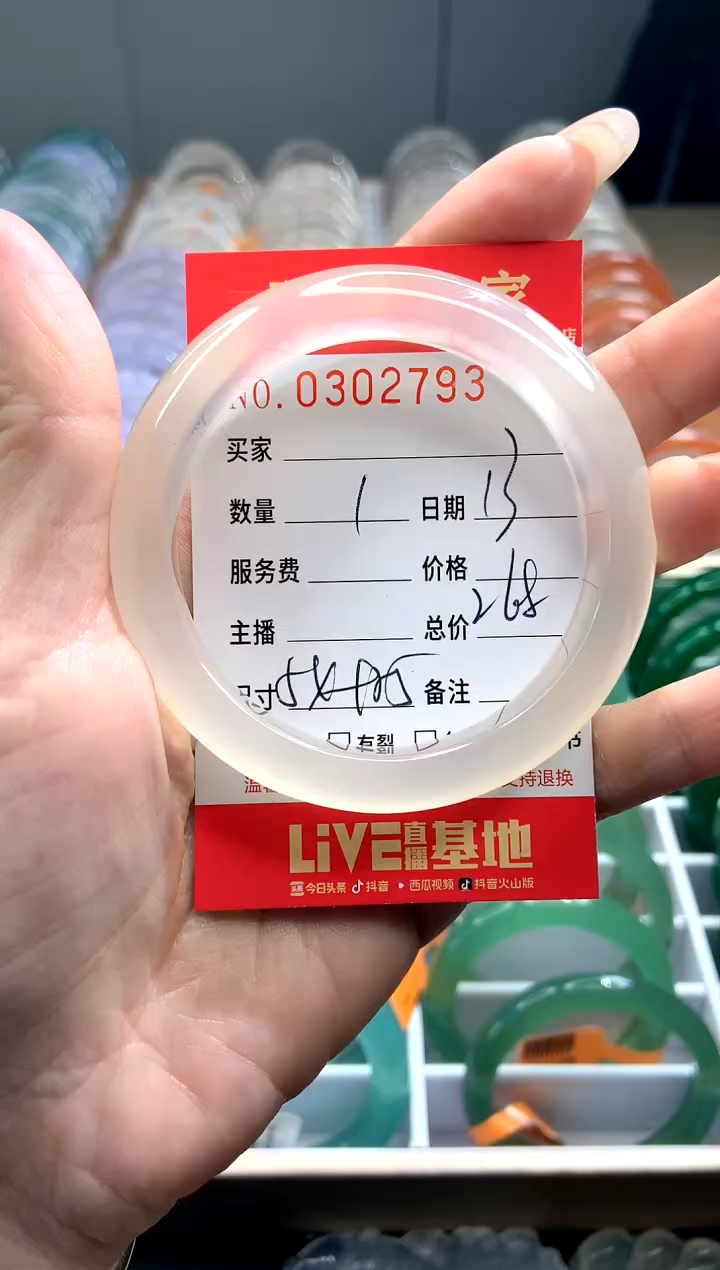 家
店
NO.0302793
买家
数量 1 日期 13
服务费 价格
主播 总价 268
尺寸 备注
有裂
支持退换
LiVE直播基地
今日头条 抖音 西瓜视频 抖音火山版